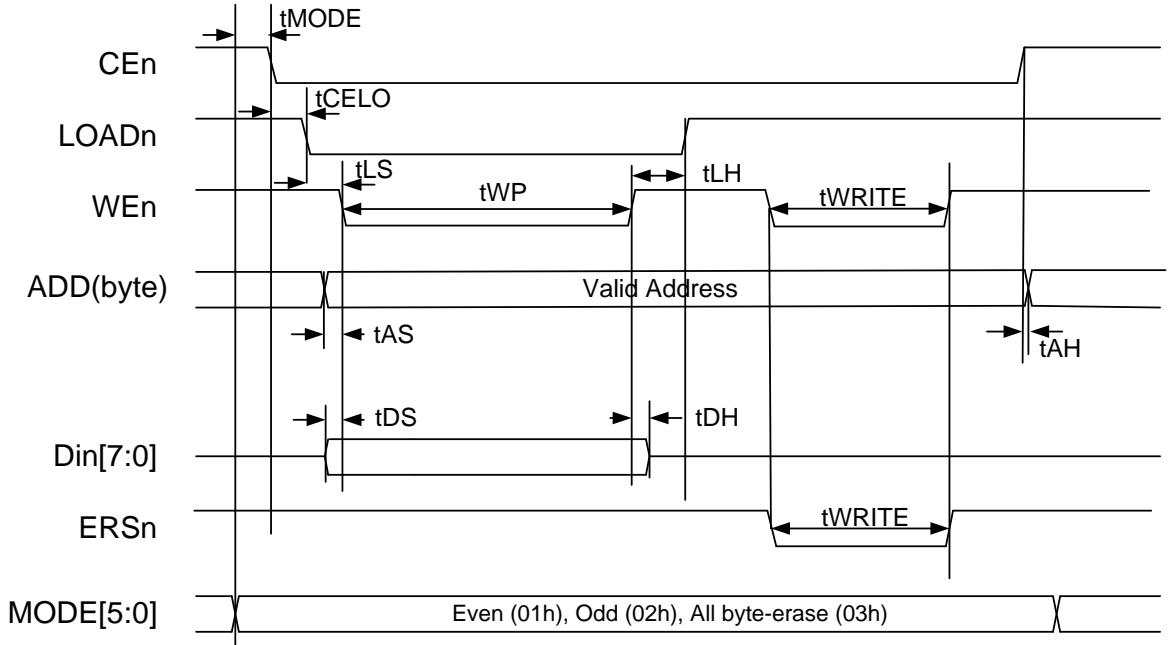 tMODE
CEn
tCELO
LOADn
tLS
tLH
tWP
tWRITE
WEn
ADD(byte)
Valid Address
tAS
tAH
tDS
tDH
Din[7:0]
tWRITE
ERSn
MODE[5:0]
Even (01h), Odd (02h), All byte-erase (03h)